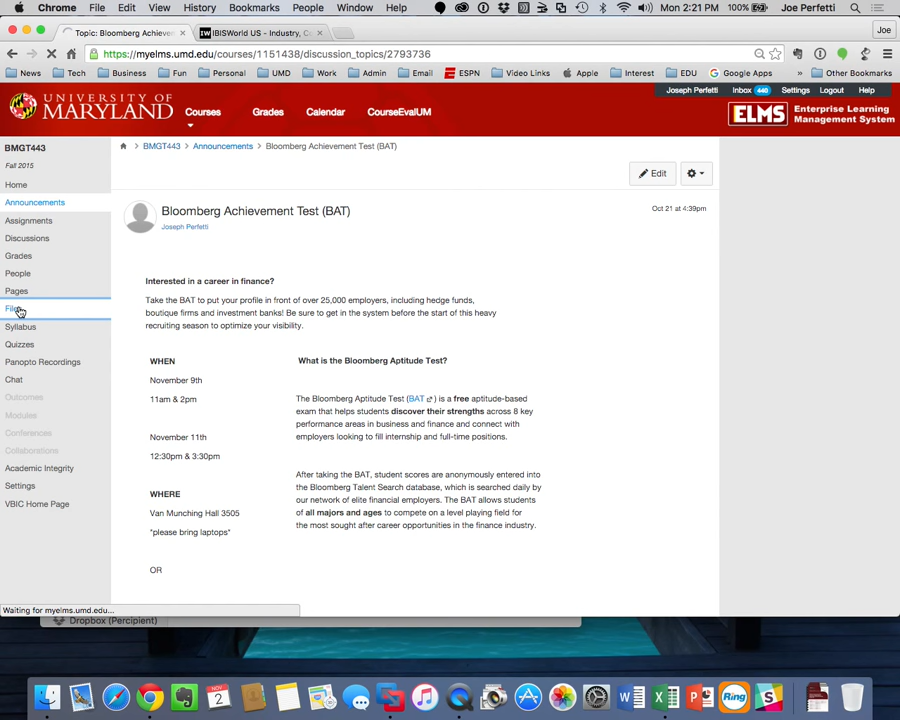 Chrome File Edit View History Bookmarks People Window Help Mon 2:21 PM 100% Joe Perfetti
Topic: Bloomberg Achievem IBISWorld US - Industry, C Joe
https://myelms.umd.edu/courses/1151438/discussion_topics/2793736
News Tech Business Fun Personal UMD Work Admin Email ESPN Video Links Apple Interest EDU Google Apps » Other Bookmarks
Joseph Perfetti Inbox 440 Settings Logout Help
UNIVERSITY OF
MARYLAND
Courses Grades Calendar CourseEvalUM
ELMS Enterprise Learning
Management System
BMGT443
Fall 2015
Home
Announcements
Assignments
Discussions
Grades
People
Pages
Files
Syllabus
Quizzes
Panopto Recordings
Chat
Outcomes
Modules
Conferences
Collaborations
Academic Integrity
Settings
VBIC Home Page
BMGT443 > Announcements > Bloomberg Achievement Test (BAT)
Edit
Bloomberg Achievement Test (BAT)
Oct 21 at 4:39pm
Joseph Perfetti
Interested in a career in finance?
Take the BAT to put your profile in front of over 25,000 employers, including hedge funds,
boutique firms and investment banks! Be sure to get in the system before the start of this heavy
recruiting season to optimize your visibility.
WHEN
November 9th
11am & 2pm
November 11th
12:30pm & 3:30pm
WHERE
Van Munching Hall 3505
*please bring laptops*
OR
What is the Bloomberg Aptitude Test?
The Bloomberg Aptitude Test (BAT ) is a free aptitude-based
exam that helps students discover their strengths across 8 key
performance areas in business and finance and connect with
employers looking to fill internship and full-time positions.
After taking the BAT, student scores are anonymously entered into
the Bloomberg Talent Search database, which is searched daily by
our network of elite financial employers. The BAT allows students
of all majors and ages to compete on a level playing field for
the most sought after career opportunities in the finance industry.
Waiting for myelms.umd.edu...
Dropbox (Percipient)
NOV
2
Ring